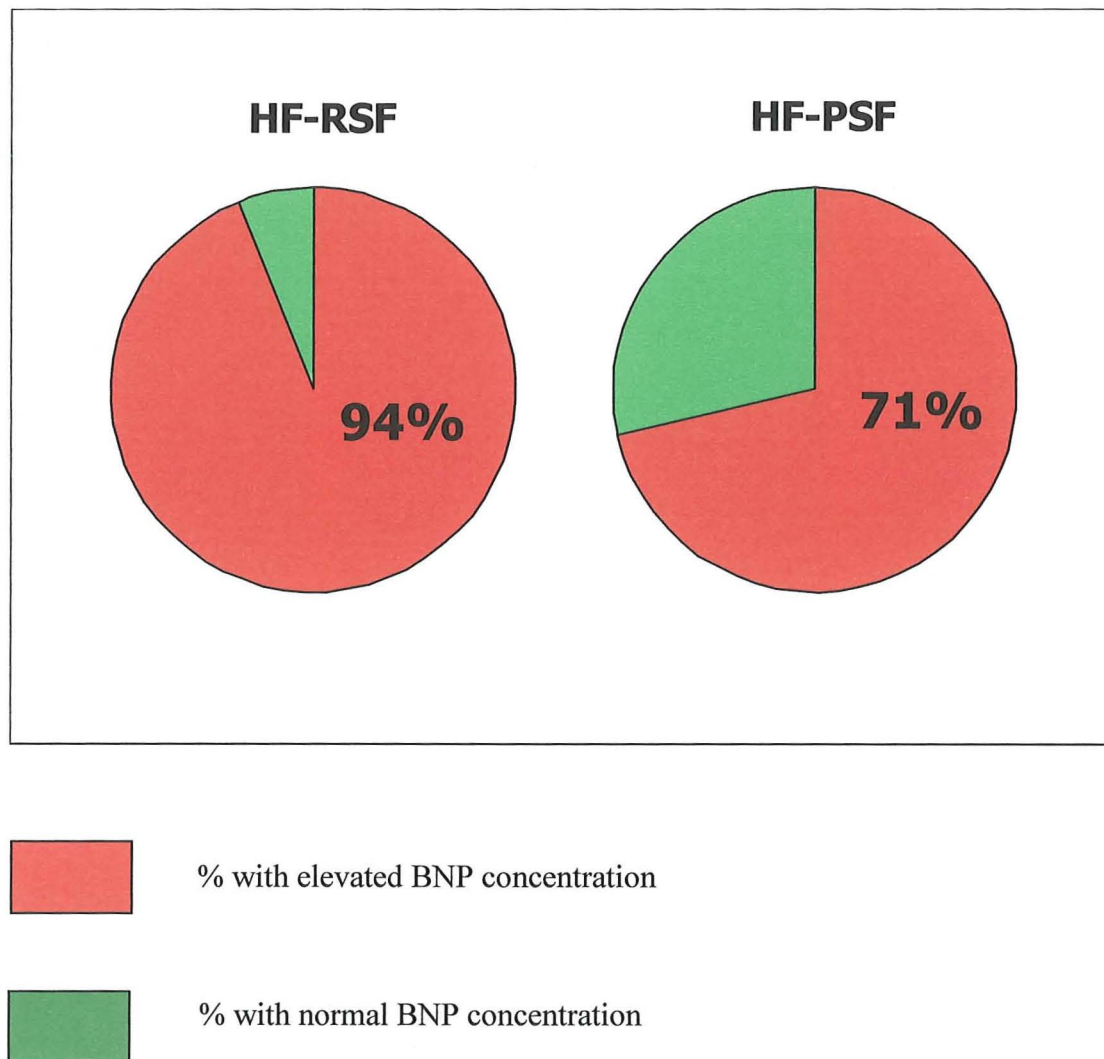 HF-RSF HF-PSF
94% 71%
% with elevated BNP concentration
% with normal BNP concentration